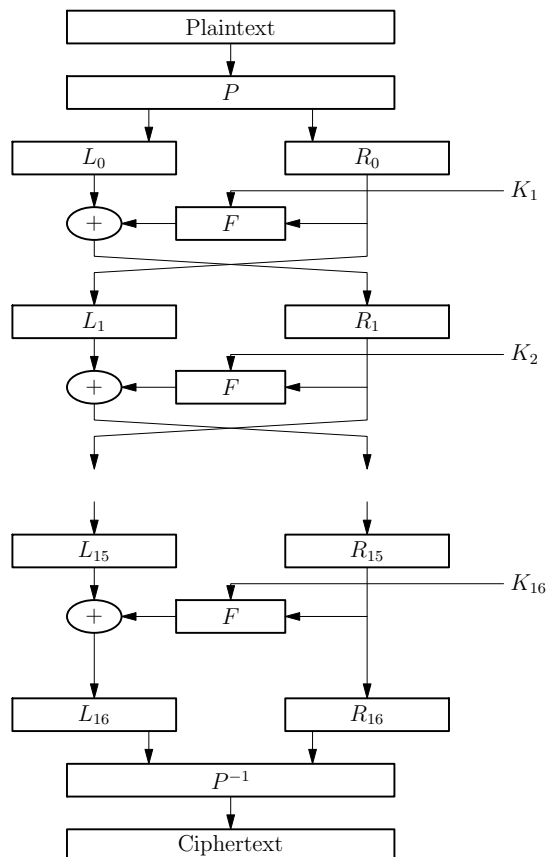 Plaintext
P
L₀ R₀
K₁
+ F
L₁ R₁
K₂
+ F
L₁₅ R₁₅
K₁₆
+ F
L₁₆ R₁₆
P⁻¹
Ciphertext